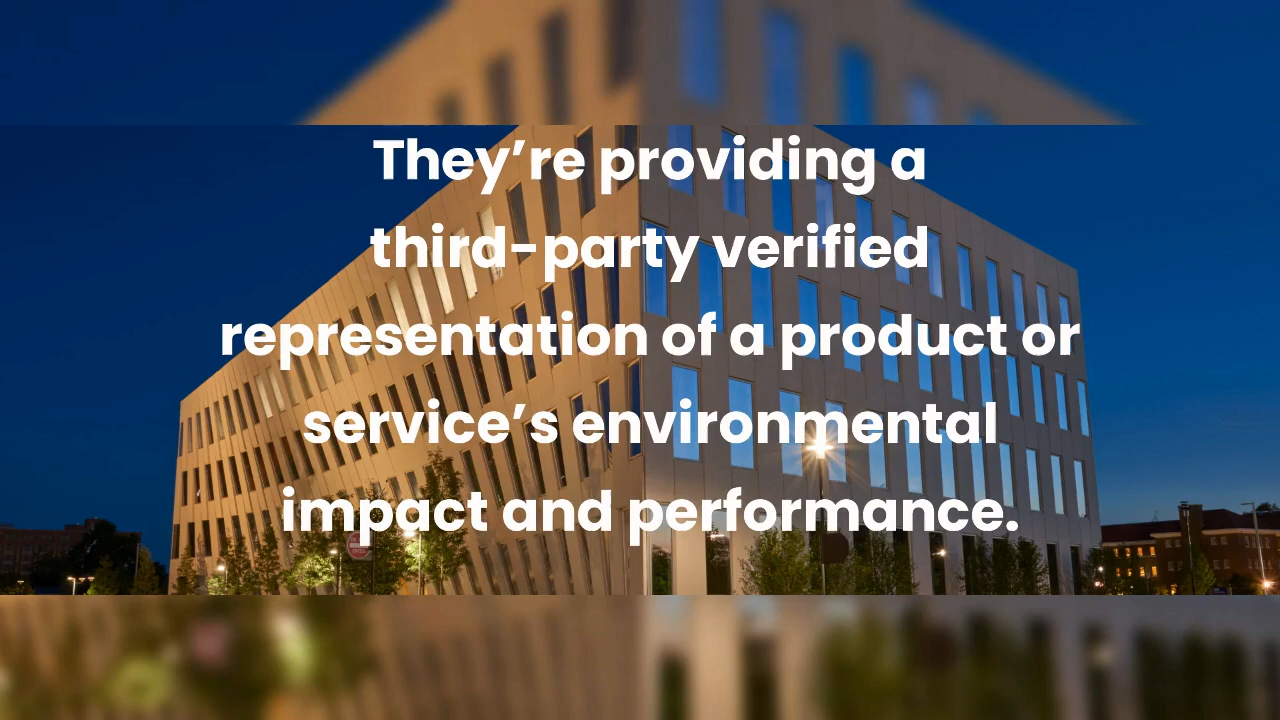 They’re providing a
third-party verified
representation of a product or
service’s environmental
impact and performance.